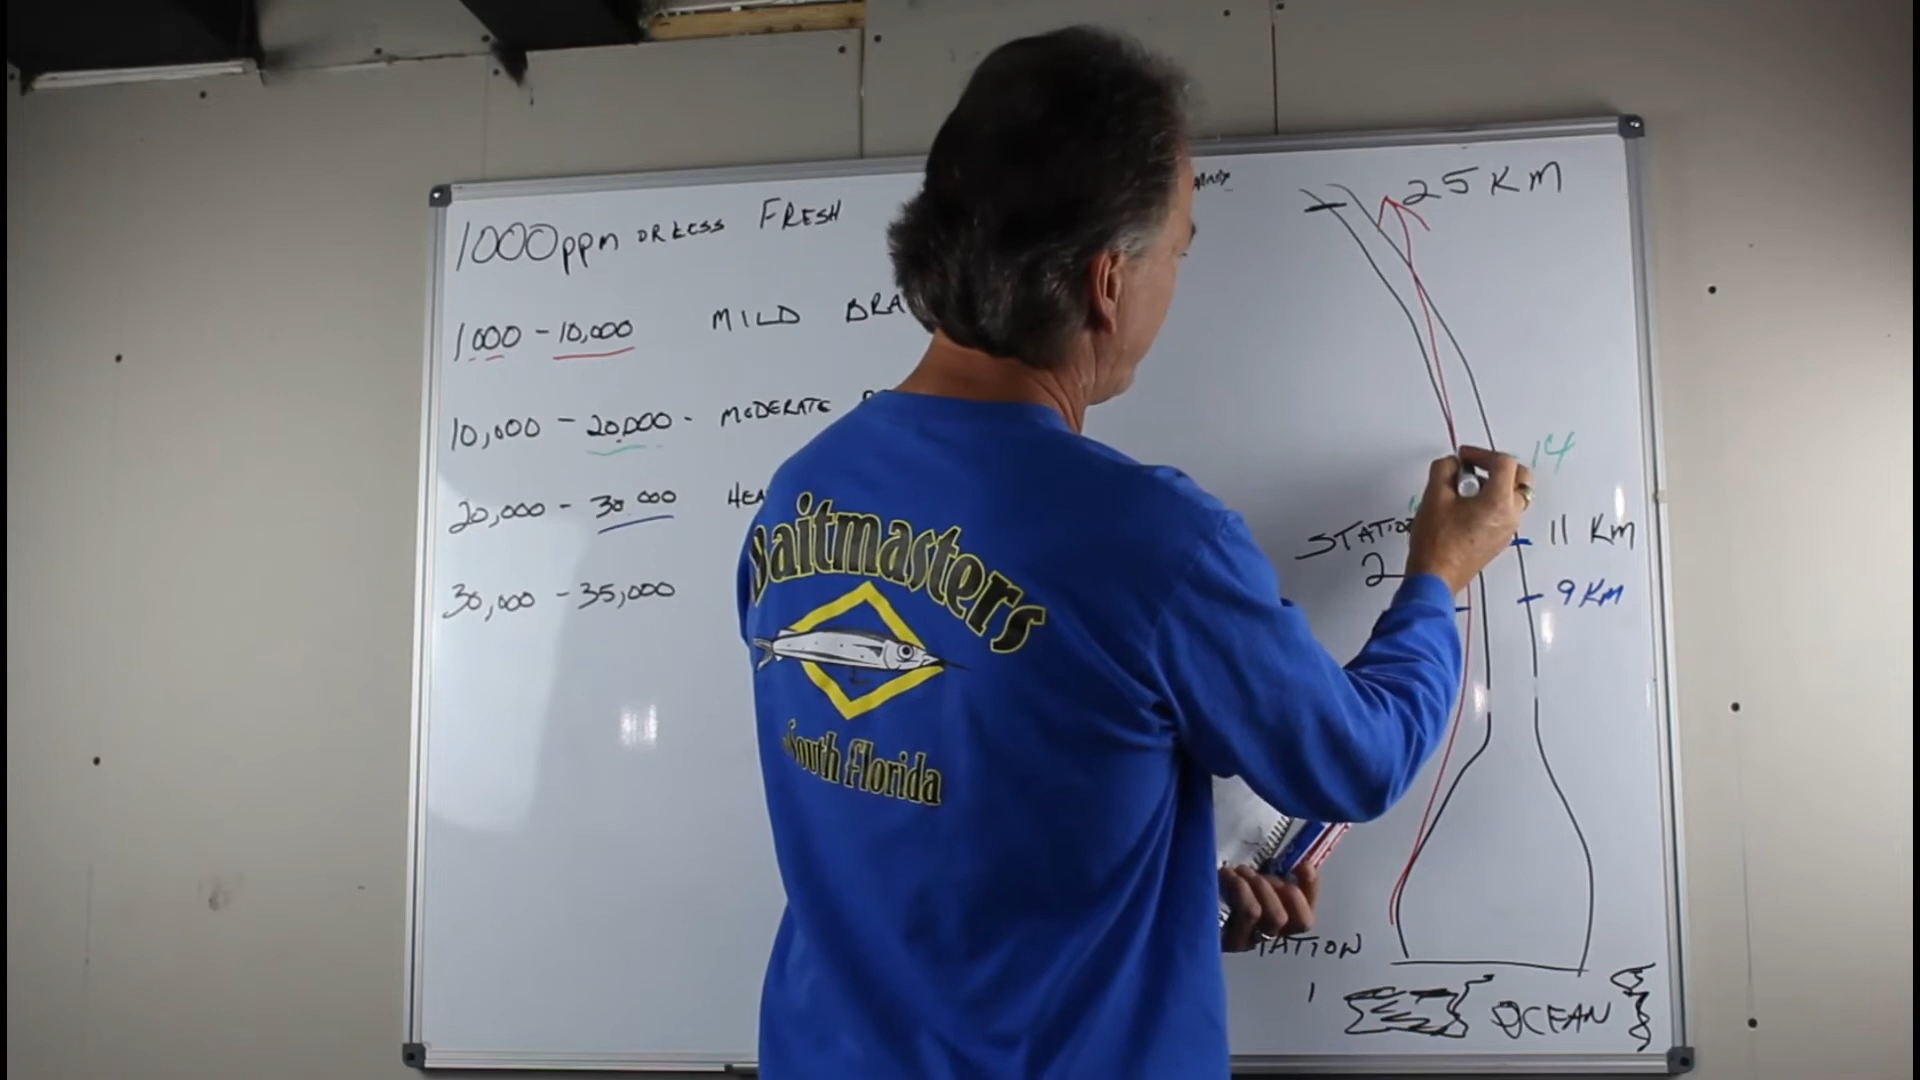 1000ppm OR LESS FRESH
1000 - 10,000 MILD BRA
10,000 - 20,000 - MODERATE
20,000 - 30,000 HEA
30,000 - 35,000
25 KM
14
11 KM
9 KM
STATION
2
TATION
1
OCEAN
Baitmasters
South Florida